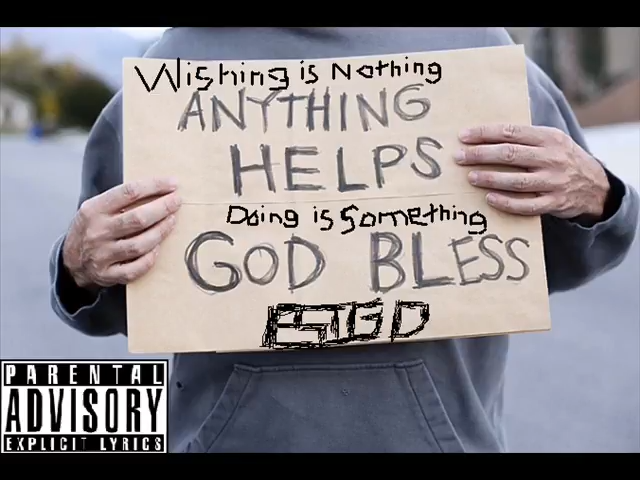 Wishing is Nothing
ANYTHING
HELPS
Doing is Something
GOD BLESS
PARENTAL
ADVISORY
EXPLICIT LYRICS